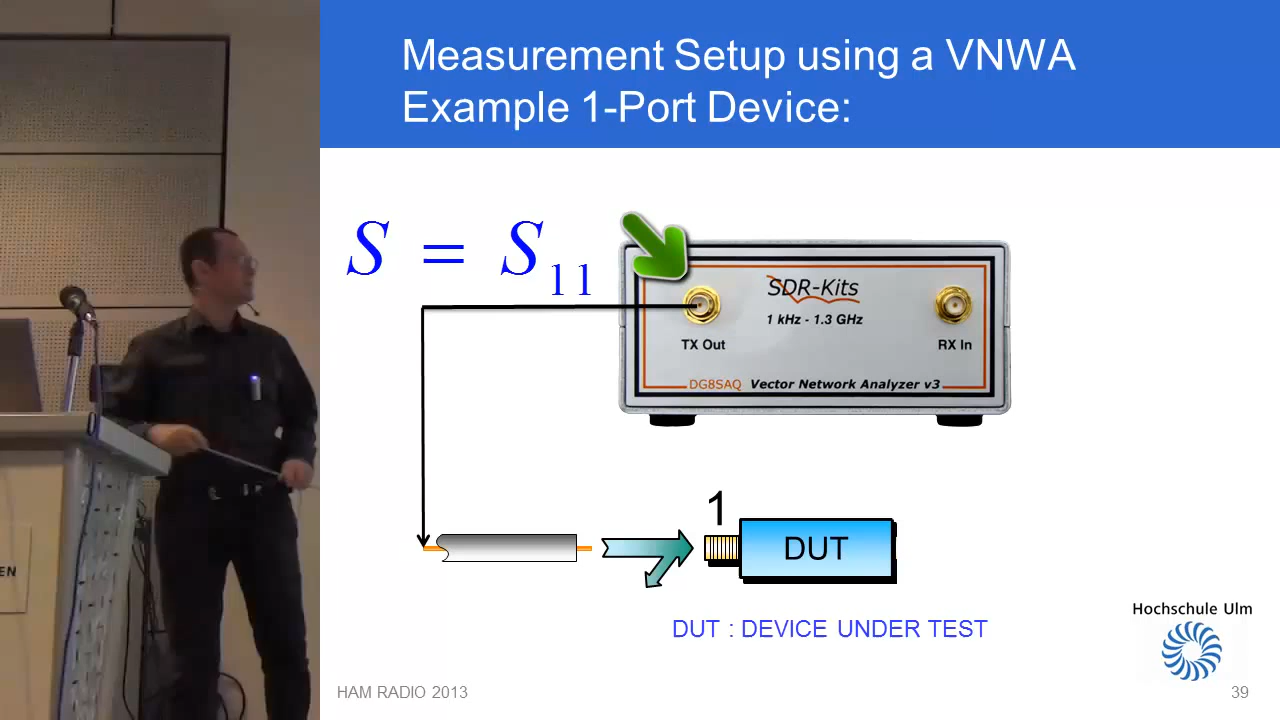 Measurement Setup using a VNWA
Example 1-Port Device:
S = S11
SDR-Kits
1 kHz - 1.3 GHz
TX Out
RX In
DG8SAQ Vector Network Analyzer v3
1
DUT
DUT : DEVICE UNDER TEST
Hochschule Ulm
HAM RADIO 2013
39
EN